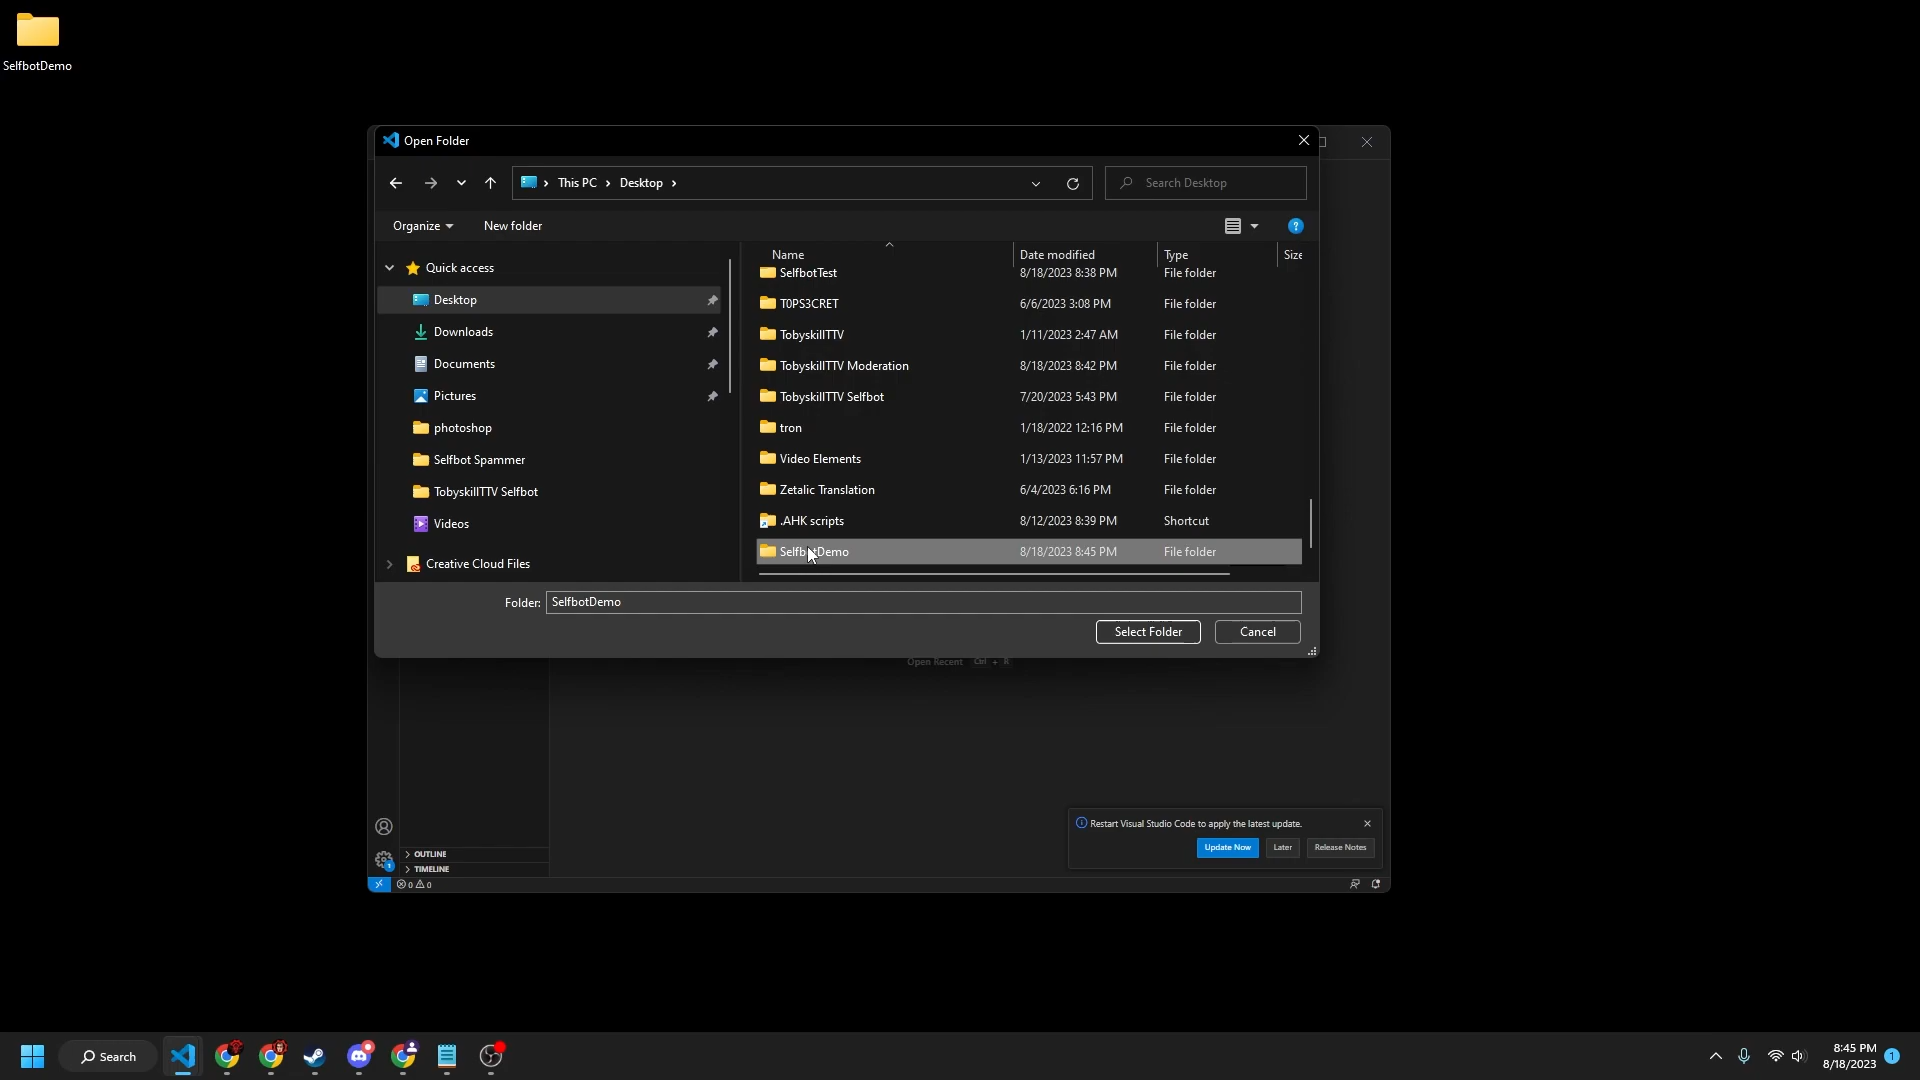 SelfbotDemo
Open Folder
This PC > Desktop >
Search Desktop
Organize
New folder
Name
Date modified
Type
Size
Quick access
Desktop
Downloads
Documents
Pictures
photoshop
Selfbot Spammer
TobyskillTTV Selfbot
Videos
Creative Cloud Files
SelfbotTest 8/18/2023 8:38 PM File folder
T0PS3CRET 6/6/2023 3:08 PM File folder
TobyskillTTV 1/11/2023 2:47 AM File folder
TobyskillTTV Moderation 8/18/2023 8:42 PM File folder
TobyskillTTV Selfbot 7/20/2023 5:43 PM File folder
tron 1/18/2022 12:16 PM File folder
Video Elements 1/13/2023 11:57 PM File folder
Zetalic Translation 6/4/2023 6:16 PM File folder
.AHK scripts 8/12/2023 8:39 PM Shortcut
SelfbotDemo 8/18/2023 8:45 PM File folder
Folder: SelfbotDemo
Select Folder
Cancel
Open Recent Ctrl + R
Restart Visual Studio Code to apply the latest update.
Update Now
Later
Release Notes
OUTLINE
TIMELINE
0 0
Search
8:45 PM
8/18/2023
1